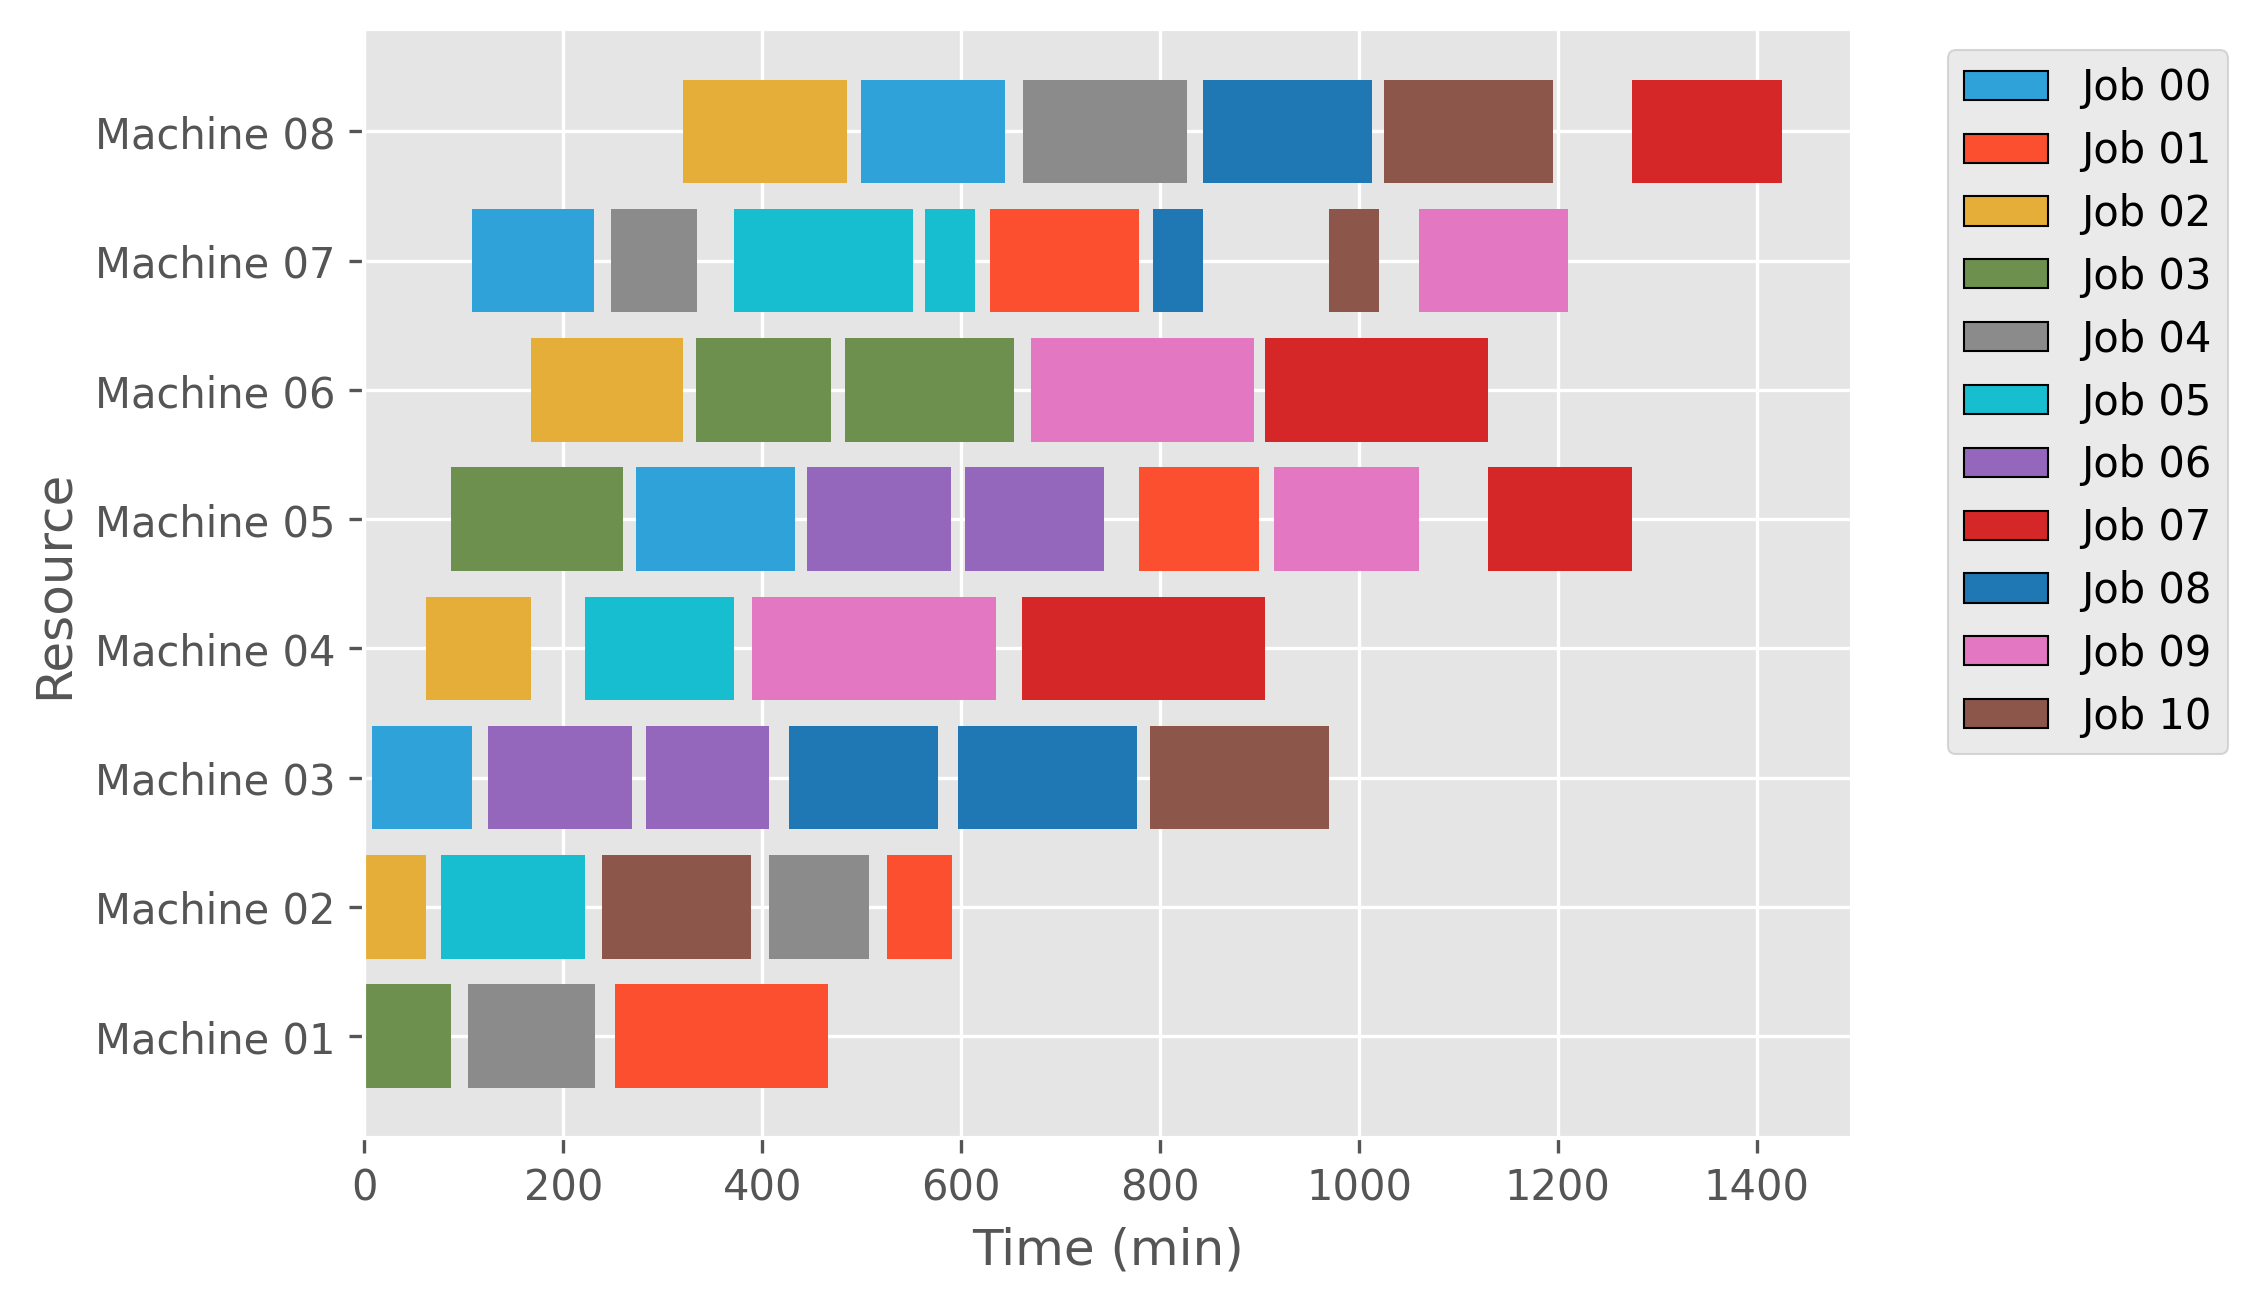 Machine 08
Machine 07
Machine 06
Machine 05
Machine 04
Machine 03
Machine 02
Machine 01
Resource
0 200 400 600 800 1000 1200 1400
Time (min)
Job 00
Job 01
Job 02
Job 03
Job 04
Job 05
Job 06
Job 07
Job 08
Job 09
Job 10